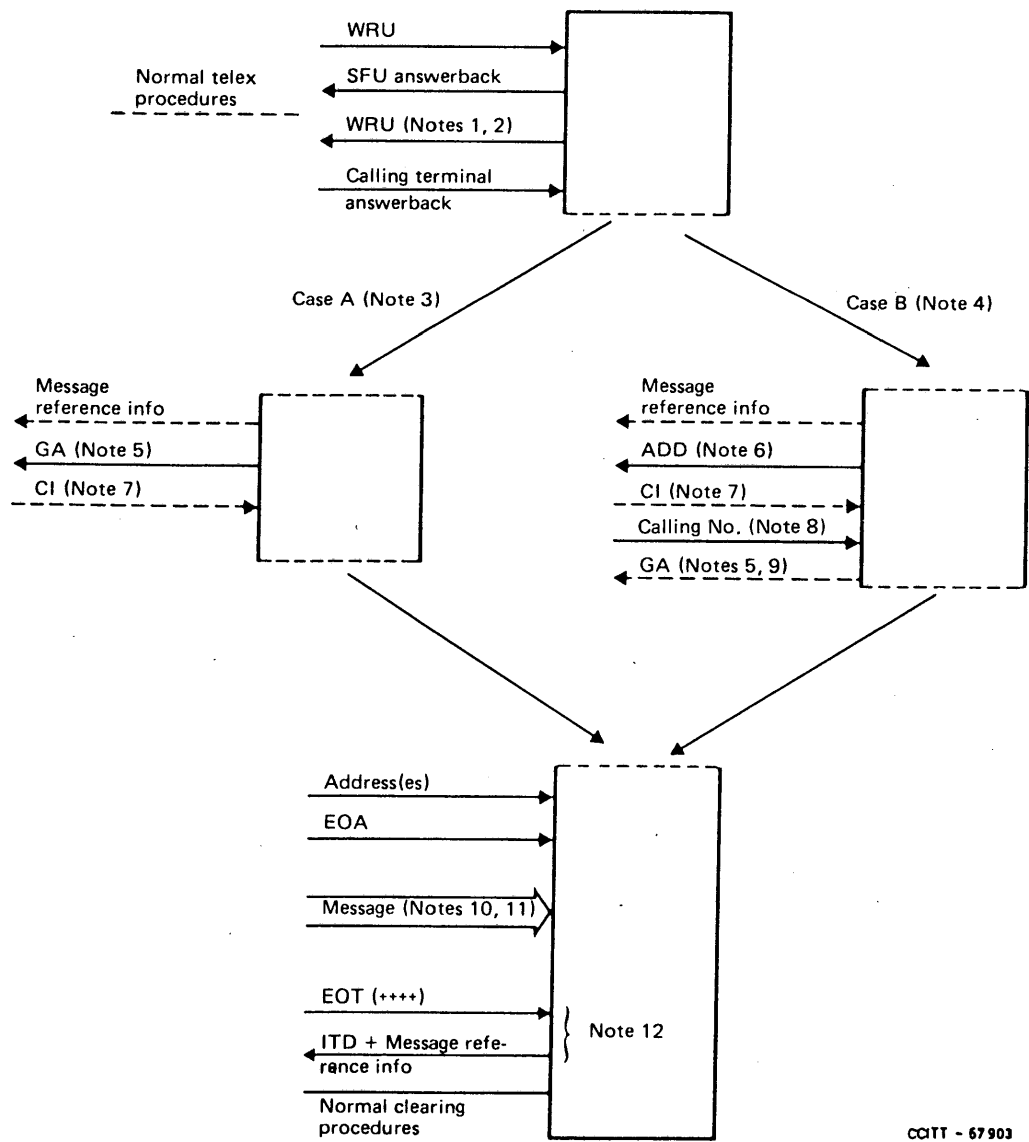 WRU
Normal telex
procedures
SFU answerback
WRU (Notes 1, 2)
Calling terminal
answerback
Case A (Note 3)
Case B (Note 4)
Message
reference info
GA (Note 5)
CI (Note 7)
Message
reference info
ADD (Note 6)
CI (Note 7)
Calling No. (Note 8)
GA (Notes 5, 9)
Address(es)
EOA
Message (Notes 10, 11)
EOT (++++)
ITD + Message refe-
rence info
Note 12
Normal clearing
procedures
CCITT - 67903